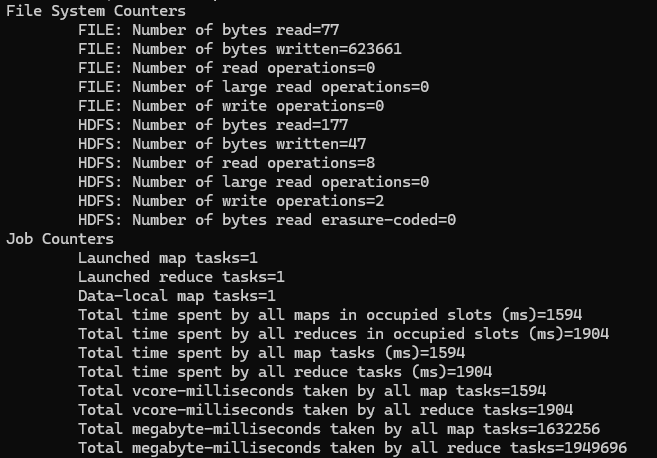 File System Counters
FILE: Number of bytes read=77
FILE: Number of bytes written=623661
FILE: Number of read operations=0
FILE: Number of large read operations=0
FILE: Number of write operations=0
HDFS: Number of bytes read=177
HDFS: Number of bytes written=47
HDFS: Number of read operations=8
HDFS: Number of large read operations=0
HDFS: Number of write operations=2
HDFS: Number of bytes read erasure-coded=0
Job Counters
Launched map tasks=1
Launched reduce tasks=1
Data-local map tasks=1
Total time spent by all maps in occupied slots (ms)=1594
Total time spent by all reduces in occupied slots (ms)=1904
Total time spent by all map tasks (ms)=1594
Total time spent by all reduce tasks (ms)=1904
Total vcore-milliseconds taken by all map tasks=1594
Total vcore-milliseconds taken by all reduce tasks=1904
Total megabyte-milliseconds taken by all map tasks=1632256
Total megabyte-milliseconds taken by all reduce tasks=1949696